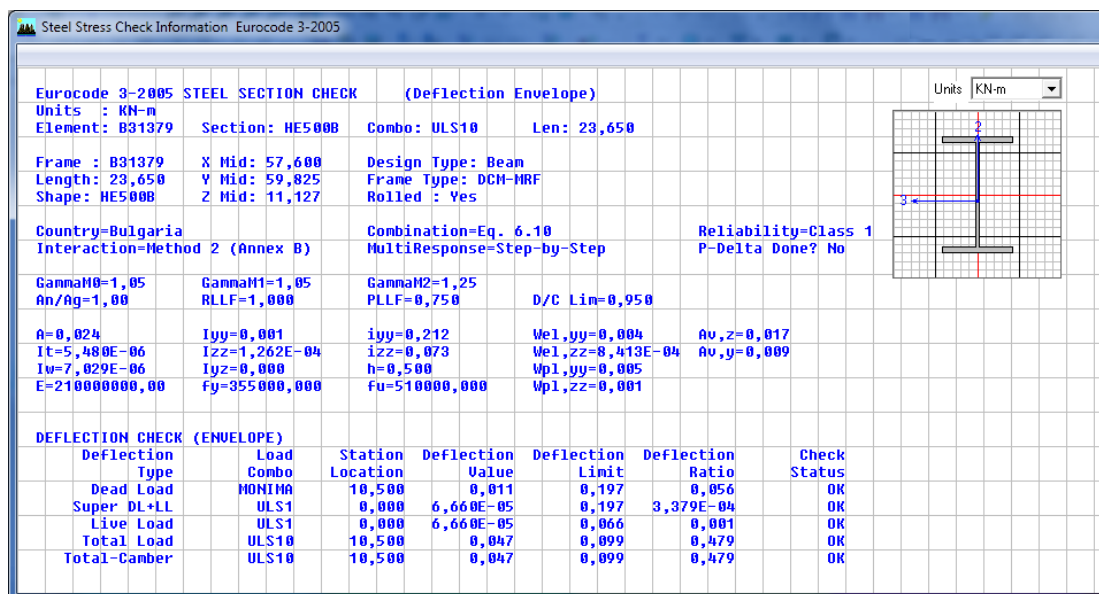 Steel Stress Check Information Eurocode 3-2005
Units KN-m
Eurocode 3-2005 STEEL SECTION CHECK (Deflection Envelope)
Units : KN-m
Element: B31379 Section: HE500B Combo: ULS10 Len: 23,650
Frame : B31379 X Mid: 57,600 Design Type: Beam
Length: 23,650 Y Mid: 59,825 Frame Type: DCM-MRF
Shape: HE500B Z Mid: 11,127 Rolled : Yes
2
3
Country=Bulgaria Combination=Eq. 6.10 Reliability=Class 1
Interaction=Method 2 (Annex B) MultiResponse=Step-by-Step P-Delta Done? No
GammaM0=1,05 GammaM1=1,05 GammaM2=1,25
An/Ag=1,00 RLLF=1,000 PLLF=0,750 D/C Lim=0,950
A=0,024 Iyy=0,001 iyy=0,212 Wel,yy=0,004 Av,z=0,017
It=5,480E-06 Izz=1,262E-04 izz=0,073 Wel,zz=8,413E-04 Av,y=0,009
Iw=7,029E-06 Iyz=0,000 h=0,500 Wpl,yy=0,005
E=210000000,00 fy=355000,000 fu=510000,000 Wpl,zz=0,001
DEFLECTION CHECK (ENVELOPE)
Deflection Load Station Deflection Deflection Deflection Check
Type Combo Location Value Limit Ratio Status
Dead Load MONIMA 10,500 0,011 0,197 0,056 OK
Super DL+LL ULS1 0,000 6,660E-05 0,197 3,379E-04 OK
Live Load ULS1 0,000 6,660E-05 0,066 0,001 OK
Total Load ULS10 10,500 0,047 0,099 0,479 OK
Total-Camber ULS10 10,500 0,047 0,099 0,479 OK